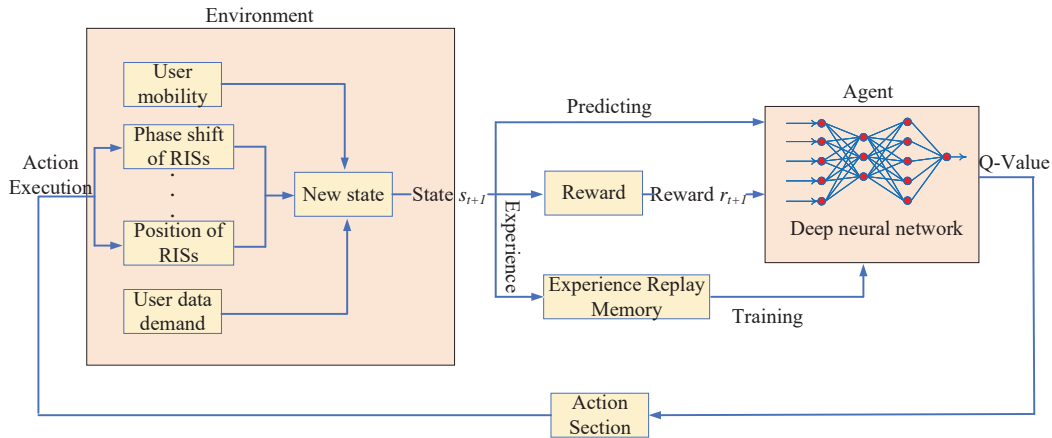 Environment
User
mobility
Phase shift
of RISs
.
.
.
Position of
RISs
User data
demand
Action
Execution
New state
State s_{t+1}
Predicting
Reward
Reward r_{t+1}
Experience
Experience Replay
Memory
Training
Agent
Deep neural network
Q-Value
Action
Section